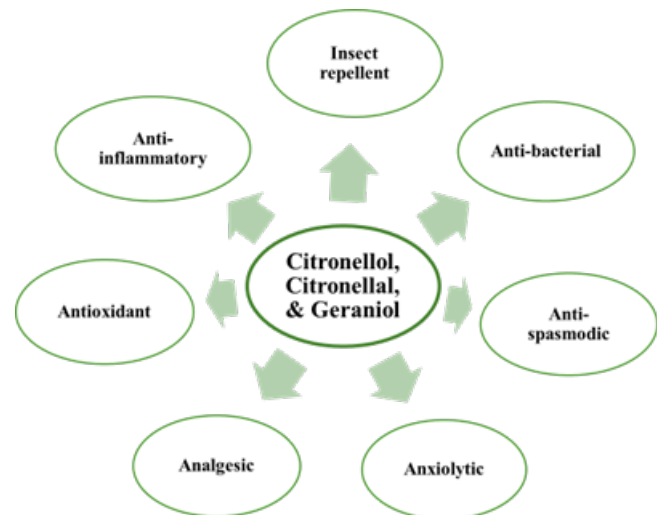 Insect
repellent
Anti-
inflammatory
Anti-bacterial
Citronellol,
Citronellal,
& Geraniol
Antioxidant
Anti-
spasmodic
Analgesic
Anxiolytic